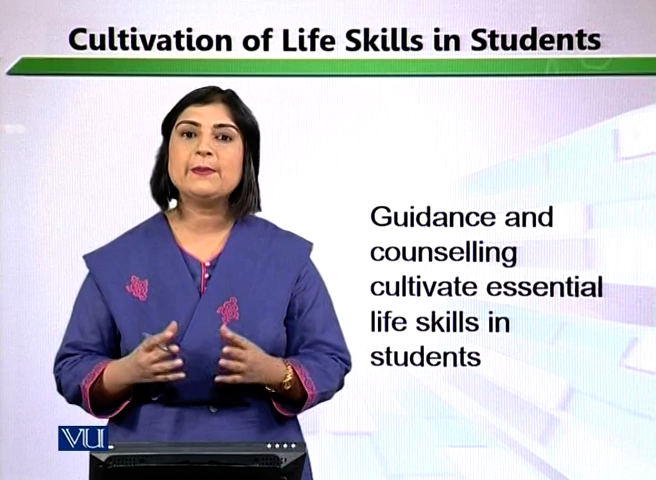 Cultivation of Life Skills in Students
Guidance and
counselling
cultivate essential
life skills in
students
VU